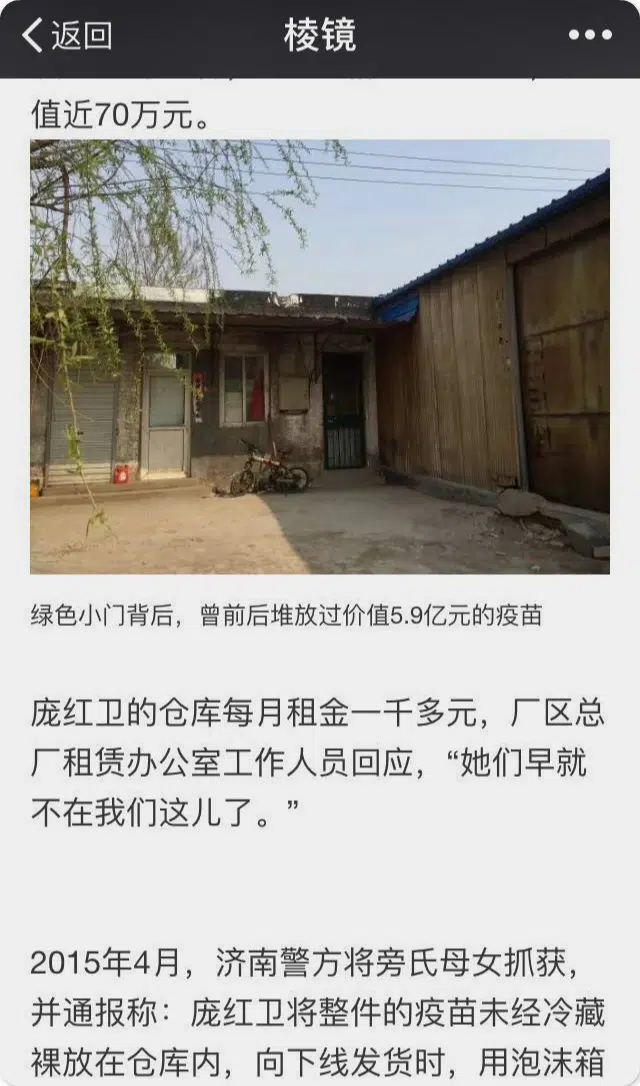 返回
棱镜
值近70万元。
绿色小门背后，曾前后堆放过价值5.9亿元的疫苗
庞红卫的仓库每月租金一千多元，厂区总
厂租赁办公室工作人员回应，“她们早就
不在我们这儿了。”
2015年4月，济南警方将旁氏母女抓获，
并通报称：庞红卫将整件的疫苗未经冷藏
裸放在仓库内，向下线发货时，用泡沫箱